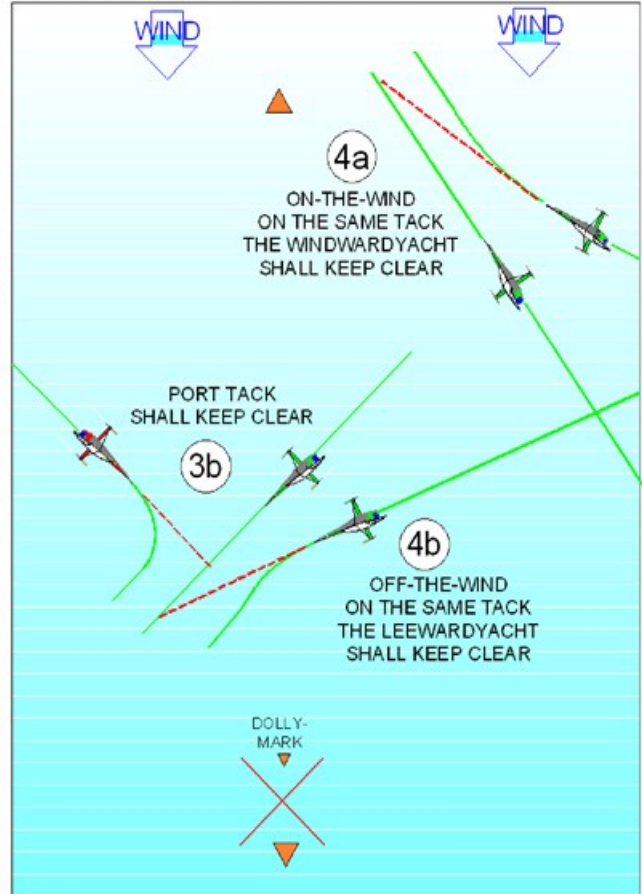 WIND
WIND
4a
ON-THE-WIND
ON THE SAME TACK
THE WINDWARDYACHT
SHALL KEEP CLEAR
PORT TACK
SHALL KEEP CLEAR
3b
4b
OFF-THE-WIND
ON THE SAME TACK
THE LEEWARDYACHT
SHALL KEEP CLEAR
DOLLY-
MARK